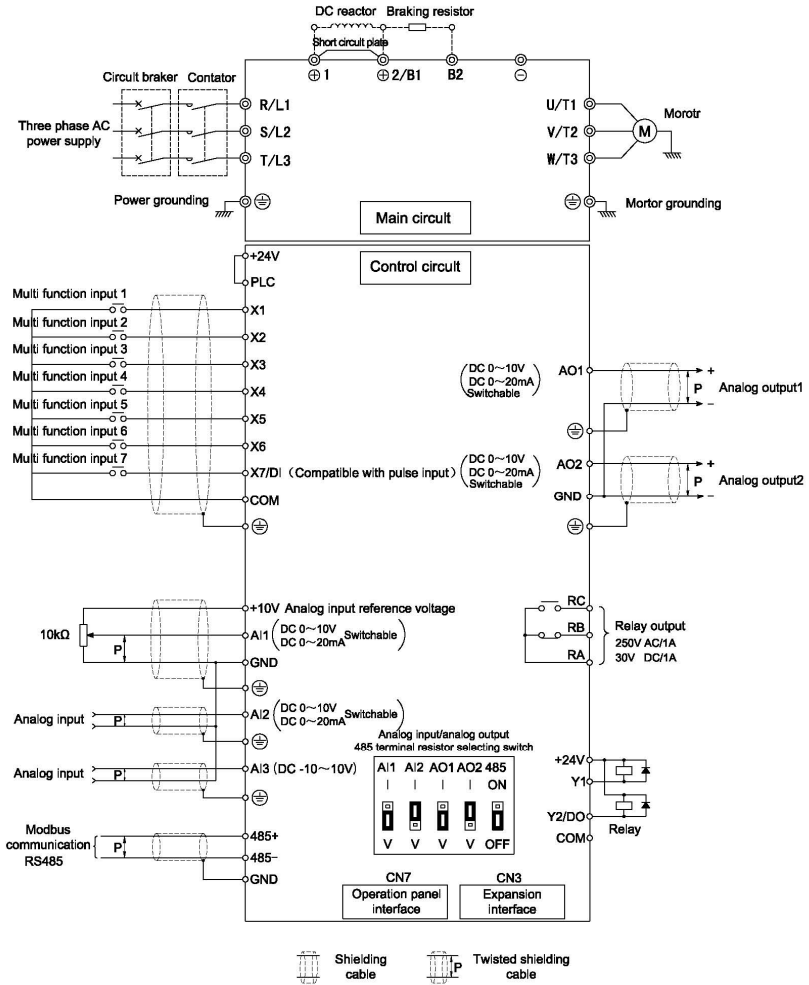 DC reactor
Braking resistor
Short circuit plate
1
2/B1
B2
Circuit braker
Contator
R/L1
S/L2
T/L3
Three phase AC
power supply
U/T1
V/T2
W/T3
M
Morotr
Power grounding
Mortor grounding
Main circuit
Control circuit
+24V
PLC
Multi function input 1
X1
Multi function input 2
X2
Multi function input 3
X3
Multi function input 4
X4
Multi function input 5
X5
Multi function input 6
X6
Multi function input 7
X7/DI (Compatible with pulse input)
COM
DC 0~10V
DC 0~20mA
Switchable
AO1
+
P
Analog output1
−
DC 0~10V
DC 0~20mA
Switchable
AO2
GND
+
P
Analog output2
−
+10V Analog input reference voltage
10kΩ
P
AI1
DC 0~10V
DC 0~20mA
Switchable
GND
RC
RB
RA
Relay output
250V AC/1A
30V DC/1A
Analog input
P
AI2
DC 0~10V
DC 0~20mA
Switchable
Analog input
P
AI3 (DC -10~10V)
Analog input/analog output
485 terminal resistor selecting switch
AI1 AI2 AO1 AO2 485
I I I I ON
V V V V OFF
+24V
Y1
Y2/DO
COM
Relay
Modbus
communication
RS485
P
485+
485−
GND
CN7
Operation panel
interface
CN3
Expansion
interface
Shielding
cable
P
Twisted shielding
cable